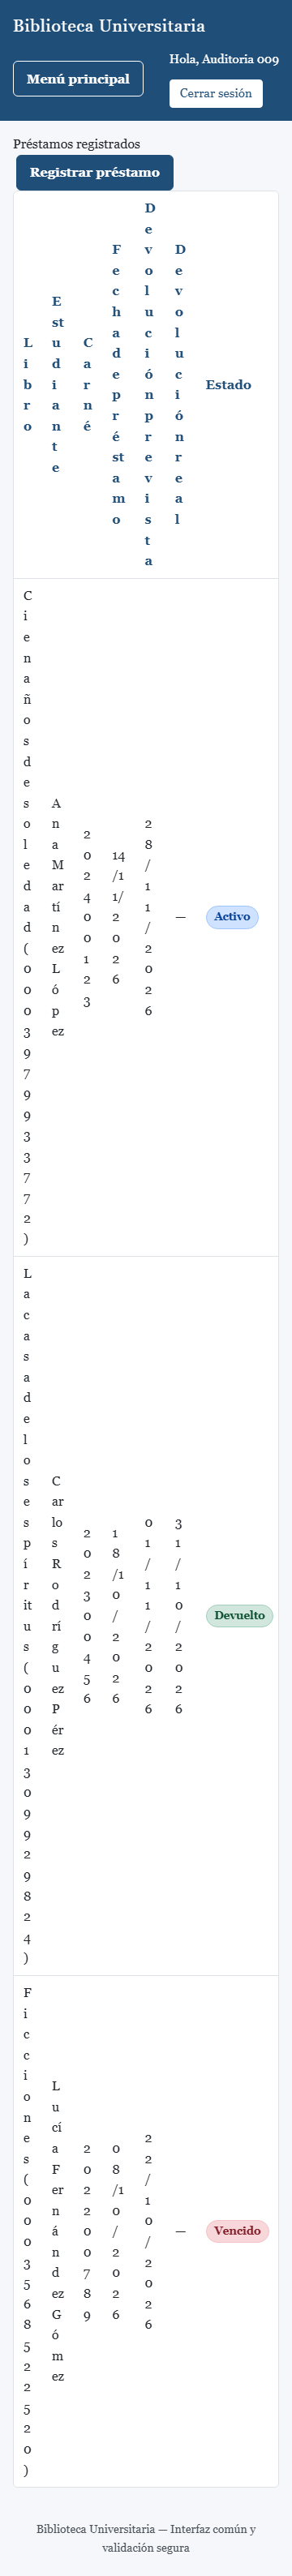 Biblioteca Universitaria
Menú principal
Hola, Auditoria 009
Cerrar sesión
Préstamos registrados
Registrar préstamo
Libro
Estudiante
Carné
Fecha de préstamo
Devolución prevista
Devolución real
Estado
Cien años de soledad (0003979933772)
Ana Martínez López
202400123
14/11/2026
28/11/2026
—
Activo
La casa de los espíritus (0001309929824)
Carlos Rodríguez Pérez
202300456
18/10/2026
01/11/2026
31/10/2026
Devuelto
Ficciones (0003568522520)
Lucía Fernández Gómez
202200789
08/10/2026
22/10/2026
—
Vencido
Biblioteca Universitaria — Interfaz común y
validación segura